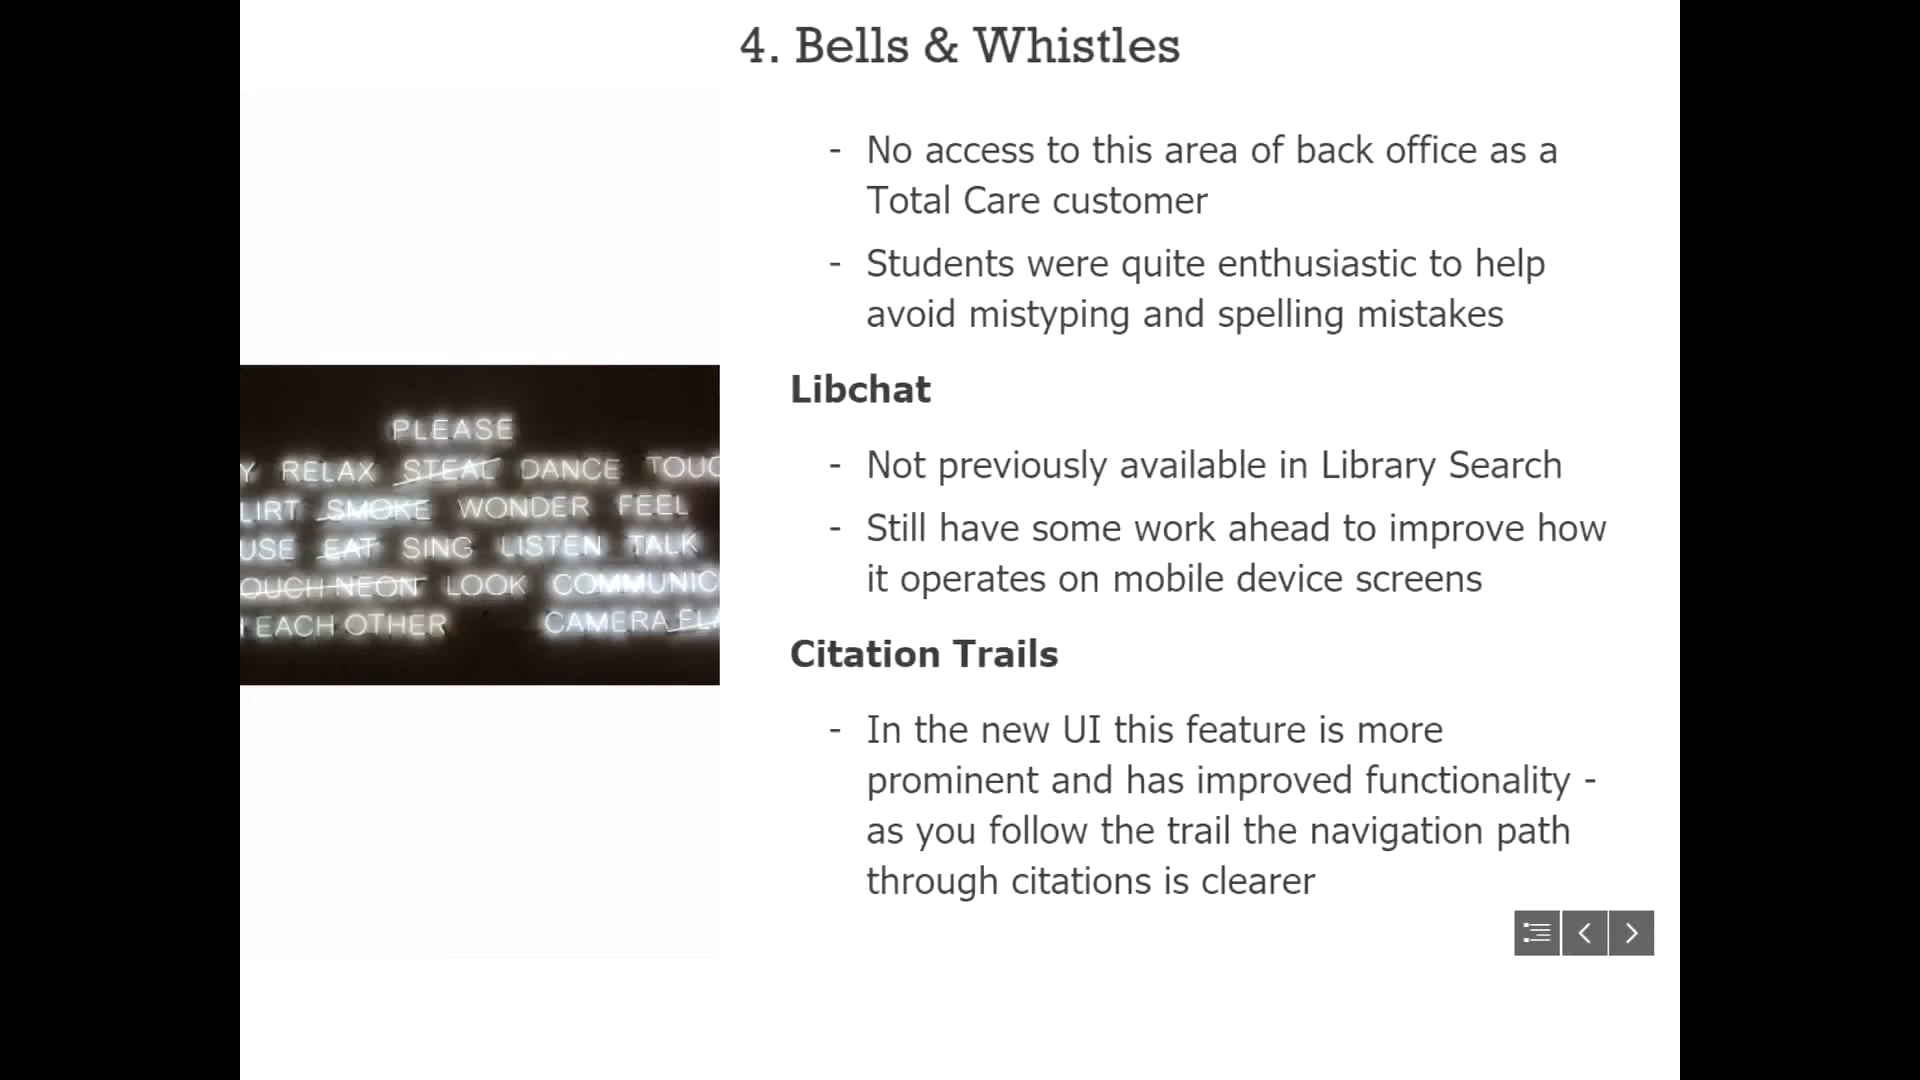 4. Bells & Whistles
- No access to this area of back office as a
Total Care customer
- Students were quite enthusiastic to help
avoid mistyping and spelling mistakes
Libchat
- Not previously available in Library Search
- Still have some work ahead to improve how
it operates on mobile device screens
Citation Trails
- In the new UI this feature is more
prominent and has improved functionality -
as you follow the trail the navigation path
through citations is clearer
PLEASE
Y RELAX STEAL DANCE TOUC
LIRT SMOKE WONDER FEEL
USE EAT SING LISTEN TALK
OUCH NEON LOOK COMMUNIC
EACH OTHER CAMERA FLA